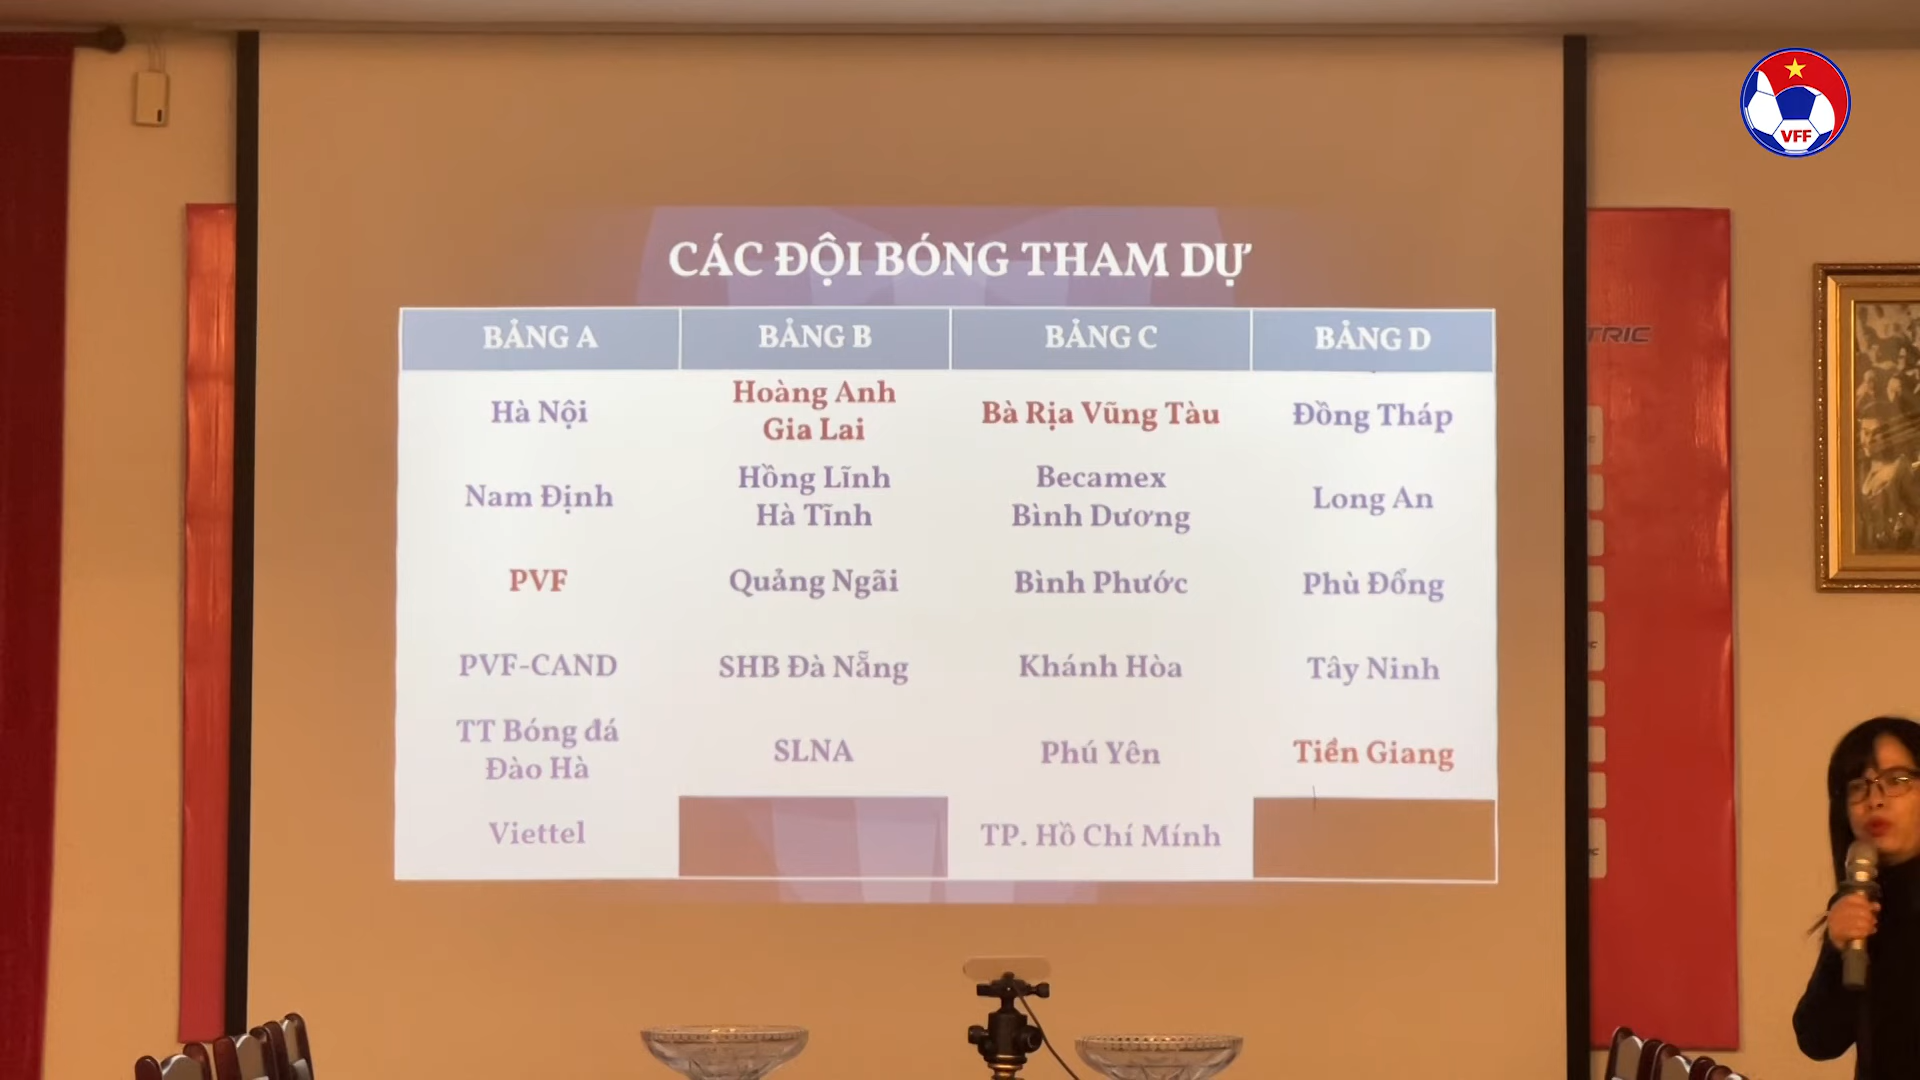 VFF
CÁC ĐỘI BÓNG THAM DỰ
BẢNG A
BẢNG B
BẢNG C
BẢNG D
Hà Nội
Hoàng Anh
Gia Lai
Bà Rịa Vũng Tàu
Đồng Tháp
Nam Định
Hồng Lĩnh
Hà Tĩnh
Becamex
Bình Dương
Long An
PVF
Quảng Ngãi
Bình Phước
Phù Đổng
PVF-CAND
SHB Đà Nẵng
Khánh Hòa
Tây Ninh
TT Bóng đá
Đào Hà
SLNA
Phú Yên
Tiền Giang
Viettel
TP. Hồ Chí Mính
TRIC